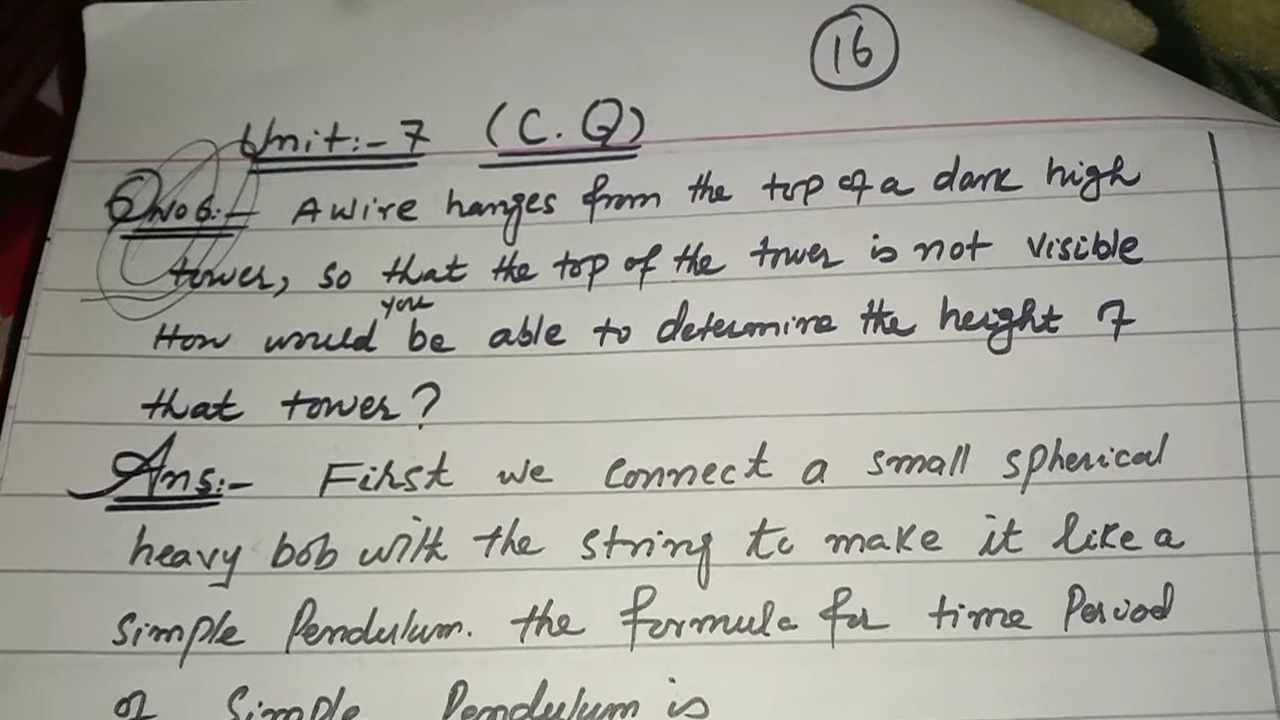 16
Unit:- 7 (C.Q)
QNo6:- A wire hanges from the top of a dark high
tower, so that the top of the tower is not visible
you
How would be able to determine the height of
that tower?
Ans:- First we connect a small spherical
heavy bob with the string to make it like a
simple Pendulum. the formula for time Period
of Simple Pendulum is